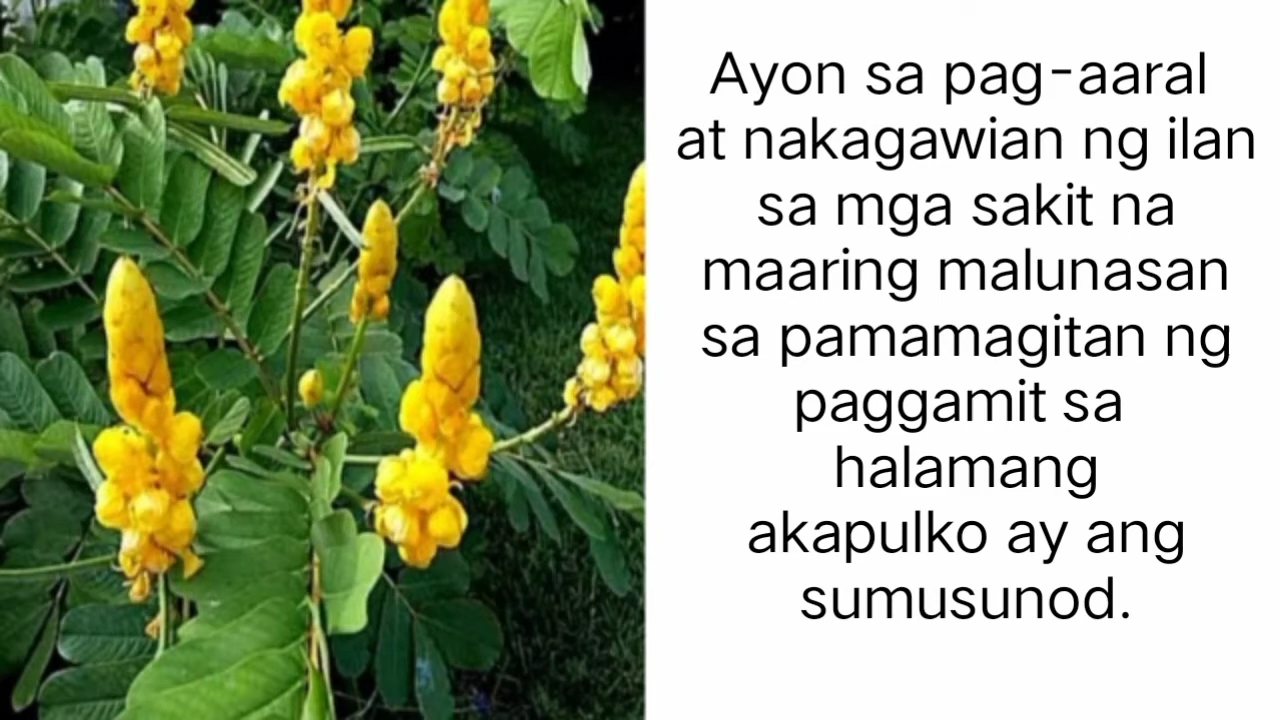 Ayon sa pag-aaral
at nakagawian ng ilan
sa mga sakit na
maaring malunasan
sa pamamagitan ng
paggamit sa
halamang
akapulko ay ang
sumusunod.